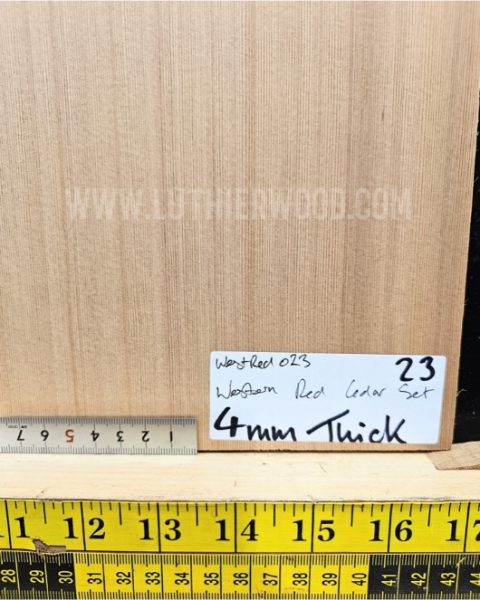 WWW.LUTHIERWOOD.COM
WestRed 023 23
Western Red Cedar Set
4mm Thick
7 6 5 4 3 2 1
11 12 13 14 15 16 17
28 29 30 31 32 33 34 35 36 37 38 39 40 41 42 43 44